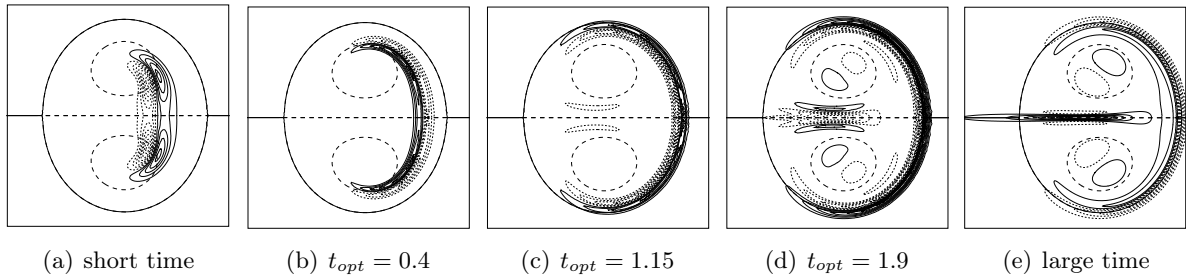 (a) short time
(b) t_{opt} = 0.4
(c) t_{opt} = 1.15
(d) t_{opt} = 1.9
(e) large time